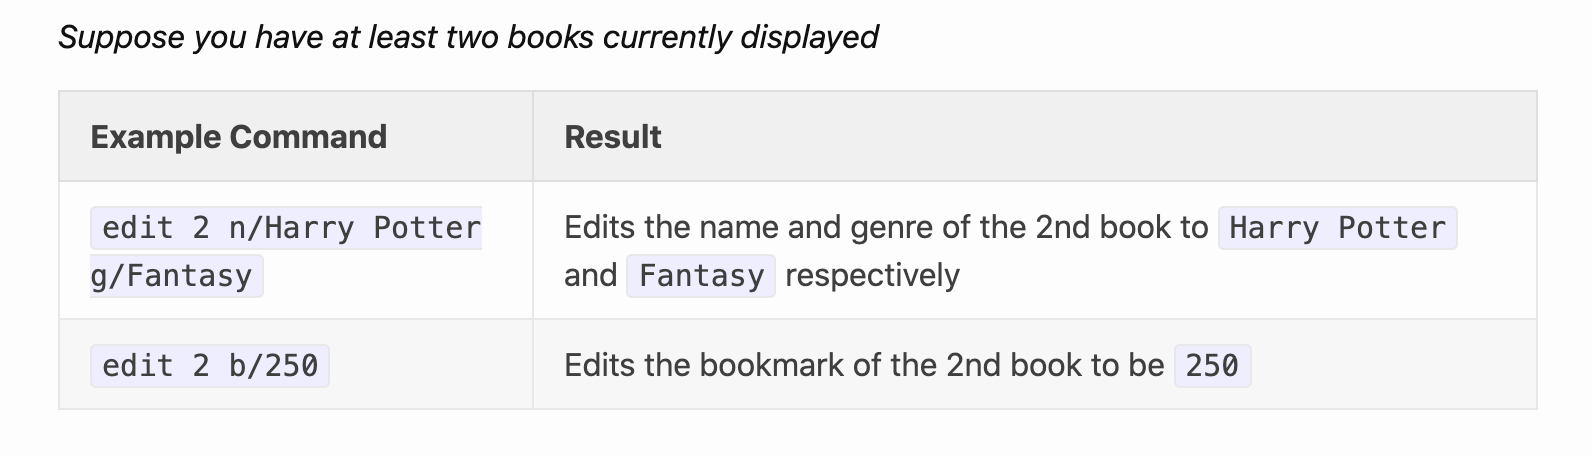 Suppose you have at least two books currently displayed
Example Command
Result
edit 2 n/Harry Potter
g/Fantasy
Edits the name and genre of the 2nd book to Harry Potter
and Fantasy respectively
edit 2 b/250
Edits the bookmark of the 2nd book to be 250